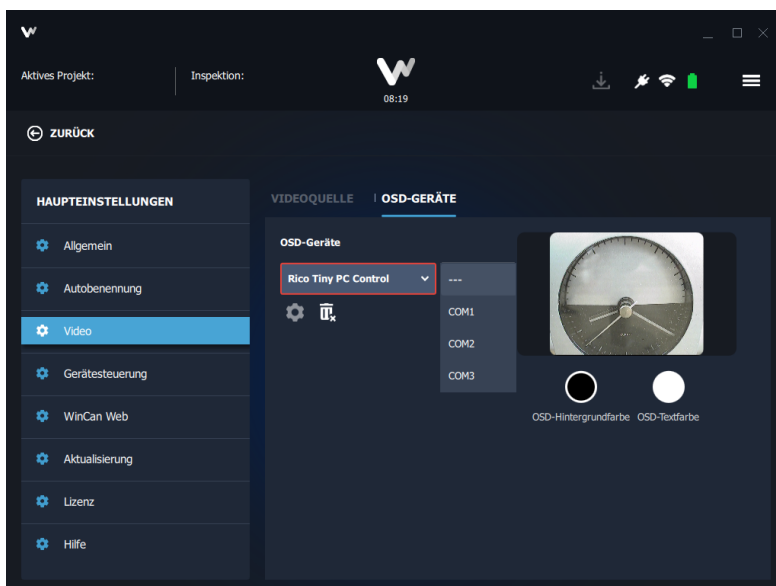 Aktives Projekt:
Inspektion:
08:19
ZURÜCK
HAUPTEINSTELLUNGEN
Allgemein
Autobenennung
Video
Gerätesteuerung
WinCan Web
Aktualisierung
Lizenz
Hilfe
VIDEOQUELLE
OSD-GERÄTE
OSD-Geräte
Rico Tiny PC Control
---
COM1
COM2
COM3
OSD-Hintergrundfarbe
OSD-Textfarbe